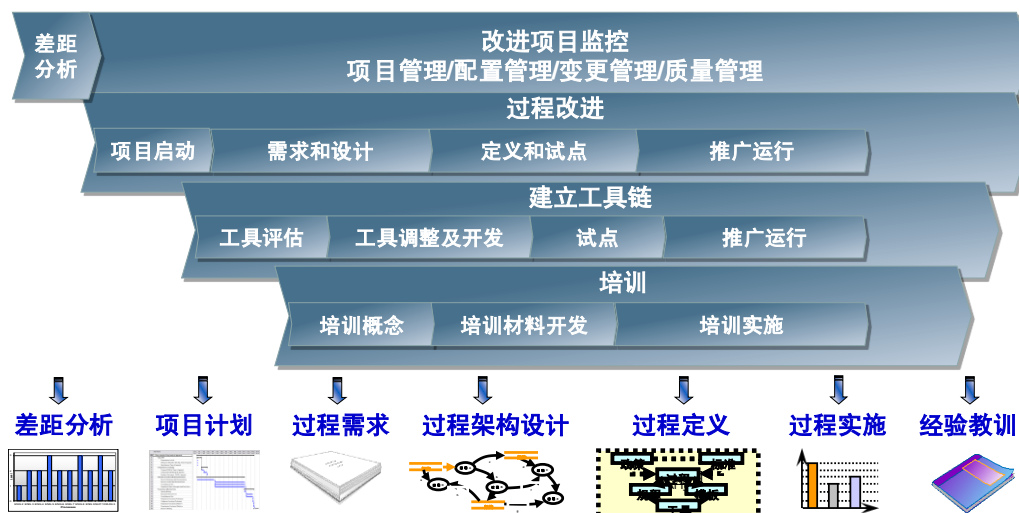 差距
分析
改进项目监控
项目管理/配置管理/变更管理/质量管理
过程改进
项目启动
需求和设计
定义和试点
推广运行
建立工具链
工具评估
工具调整及开发
试点
推广运行
培训
培训概念
培训材料开发
培训实施
差距分析
项目计划
过程需求
过程架构设计
过程定义
过程实施
经验教训